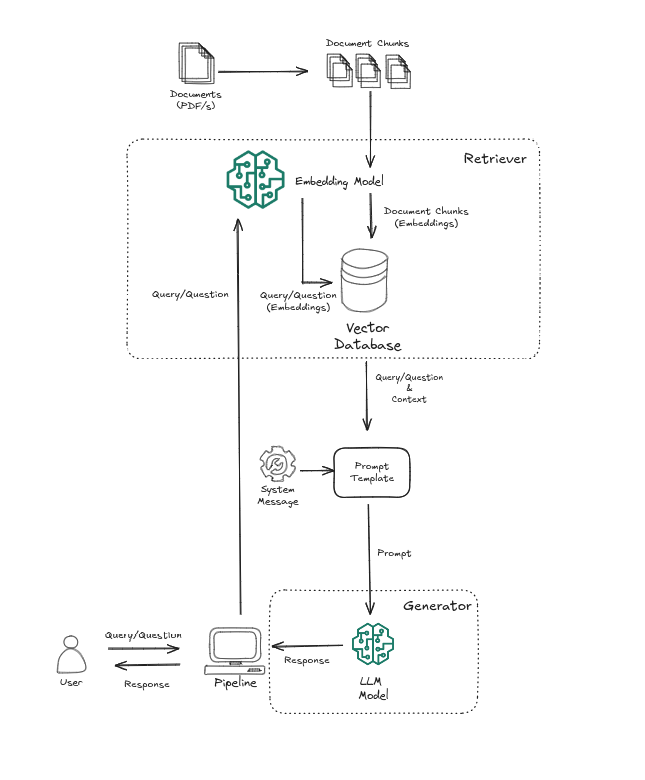 Document Chunks
Documents
(PDF/s)
Retriever
Embedding Model
Document Chunks
(Embeddings)
Query/Question
Query/Question
(Embeddings)
Vector
Database
Query/Question
&
Context
Prompt
Template
System
Message
Prompt
Generator
Query/Question
Response
User
Response
Pipeline
LLM
Model